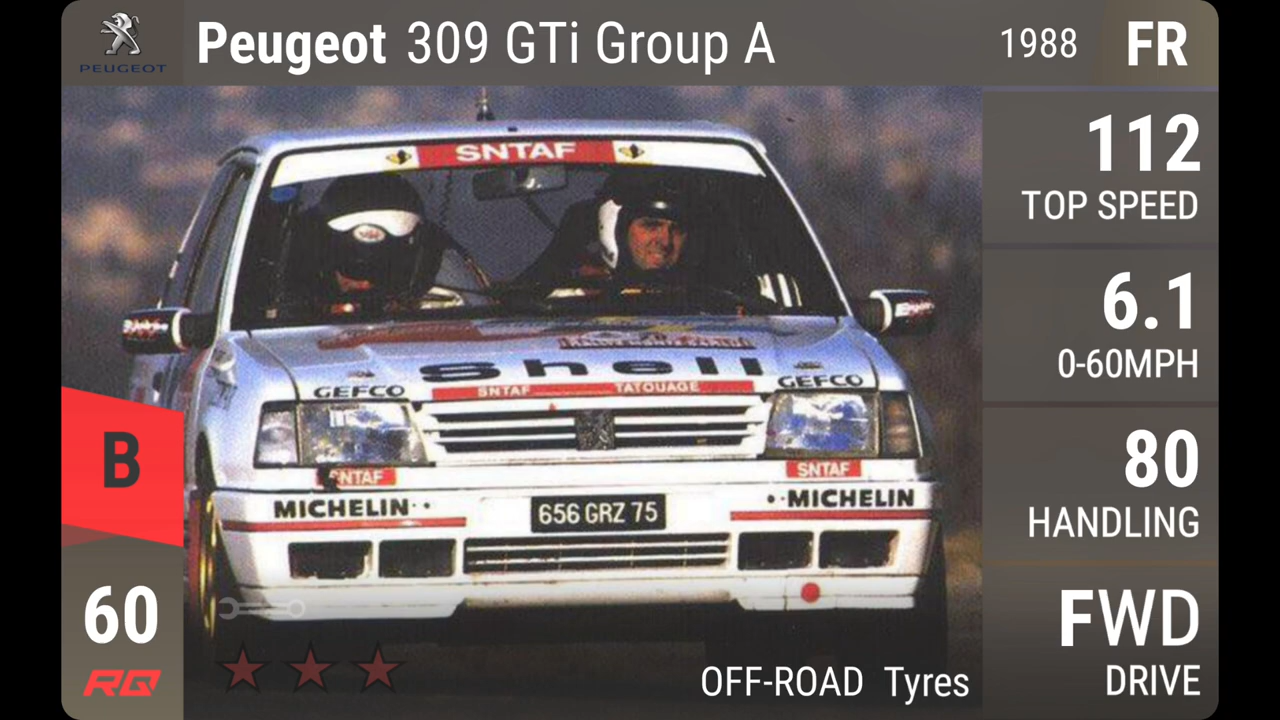 Peugeot 309 GTi Group A 1988 FR
PEUGEOT
112
TOP SPEED
6.1
0-60MPH
80
HANDLING
FWD
DRIVE
B
60
RQ
OFF-ROAD Tyres
SNTAF
shell
GEFCO
SNTAF TATOUAGE
GEFCO
SNTAF
SNTAF
MICHELIN
MICHELIN
656 GRZ 75